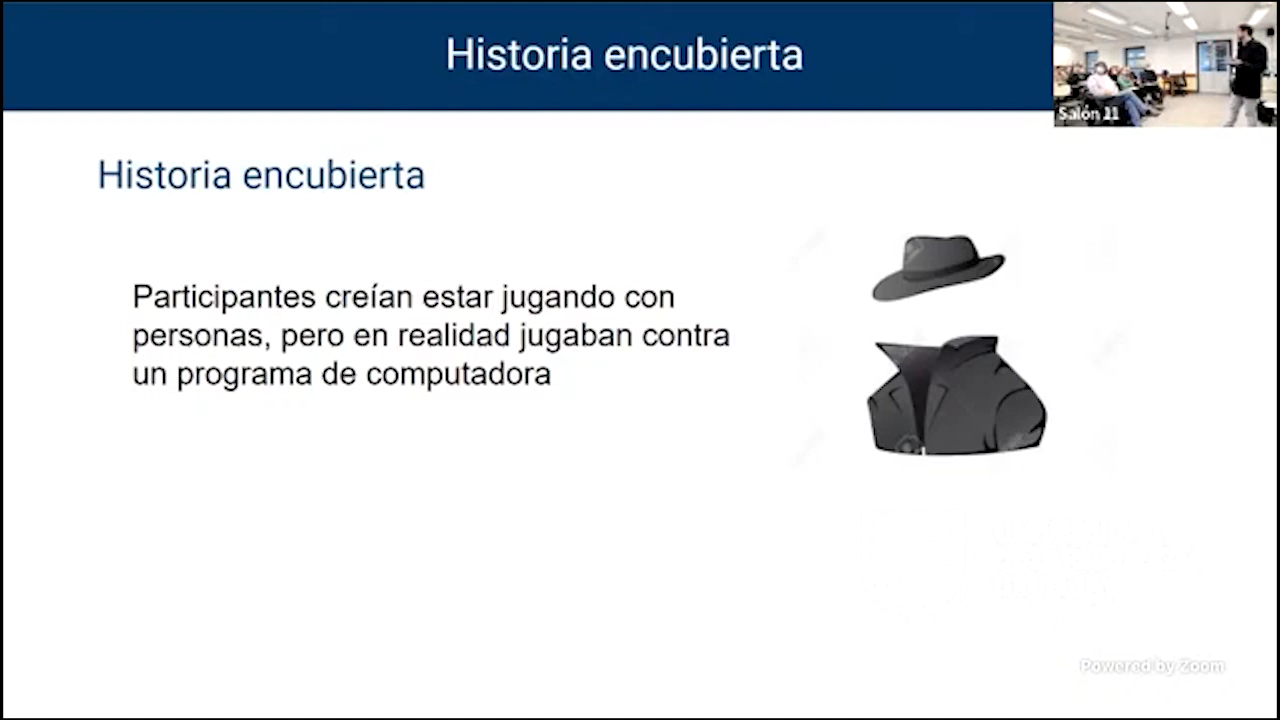 Historia encubierta
Salón 11
Historia encubierta
Participantes creían estar jugando con
personas, pero en realidad jugaban contra
un programa de computadora
Powered by Zoom